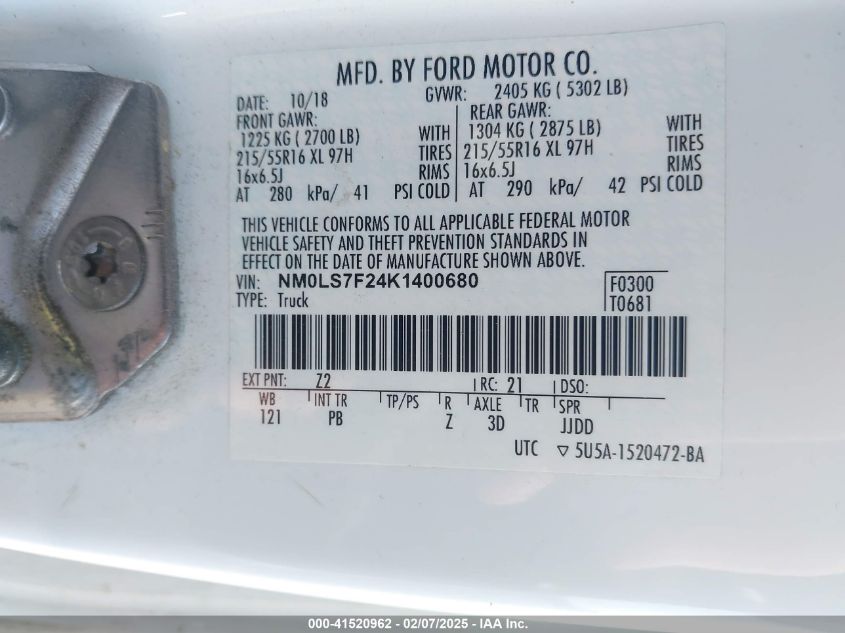 MFD. BY FORD MOTOR CO.
DATE: 10/18 GVWR: 2405 KG ( 5302 LB)
FRONT GAWR: REAR GAWR:
1225 KG ( 2700 LB) WITH 1304 KG ( 2875 LB) WITH
215/55R16 XL 97H TIRES 215/55R16 XL 97H TIRES
16x6.5J RIMS 16x6.5J RIMS
AT 280 kPa/ 41 PSI COLD AT 290 kPa/ 42 PSI COLD
THIS VEHICLE CONFORMS TO ALL APPLICABLE FEDERAL MOTOR
VEHICLE SAFETY AND THEFT PREVENTION STANDARDS IN
EFFECT ON THE DATE OF MANUFACTURE SHOWN ABOVE.
VIN: NM0LS7F24K1400680 F0300
TYPE: Truck T0681
EXT PNT: Z2 RC: 21 DSO:
WB INT TR TP/PS R AXLE TR SPR
121 PB Z 3D JJDD
UTC ▽ 5U5A-1520472-BA
000-41520962 - 02/07/2025 - IAA Inc.